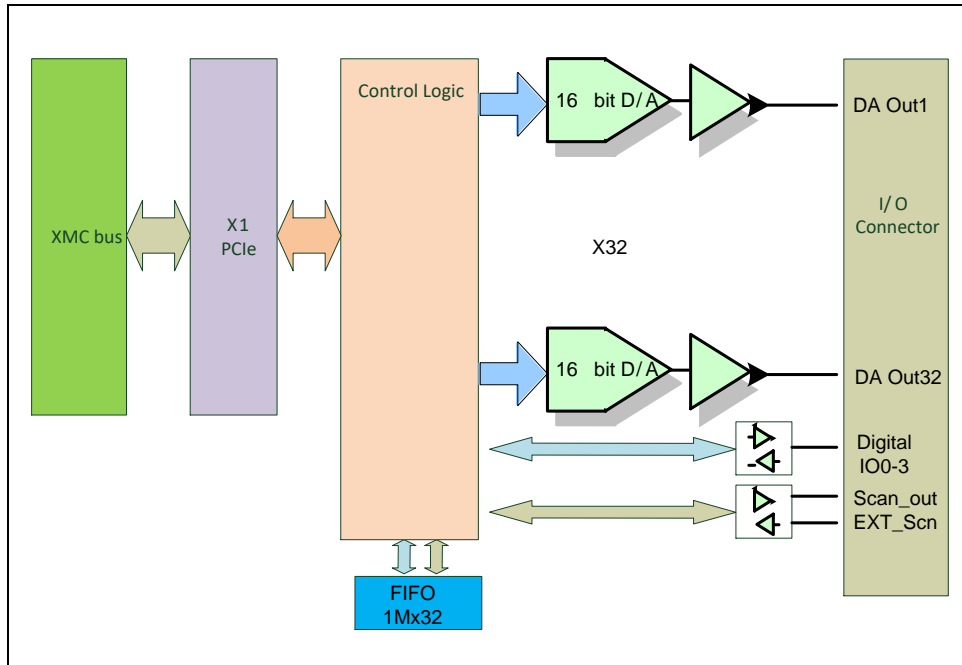 XMC bus
X1
PCIe
Control Logic
16 bit D/A
DA Out1
I/O
Connector
X32
16 bit D/A
DA Out32
Digital
IO0-3
Scan_out
EXT_Scn
FIFO
1Mx32